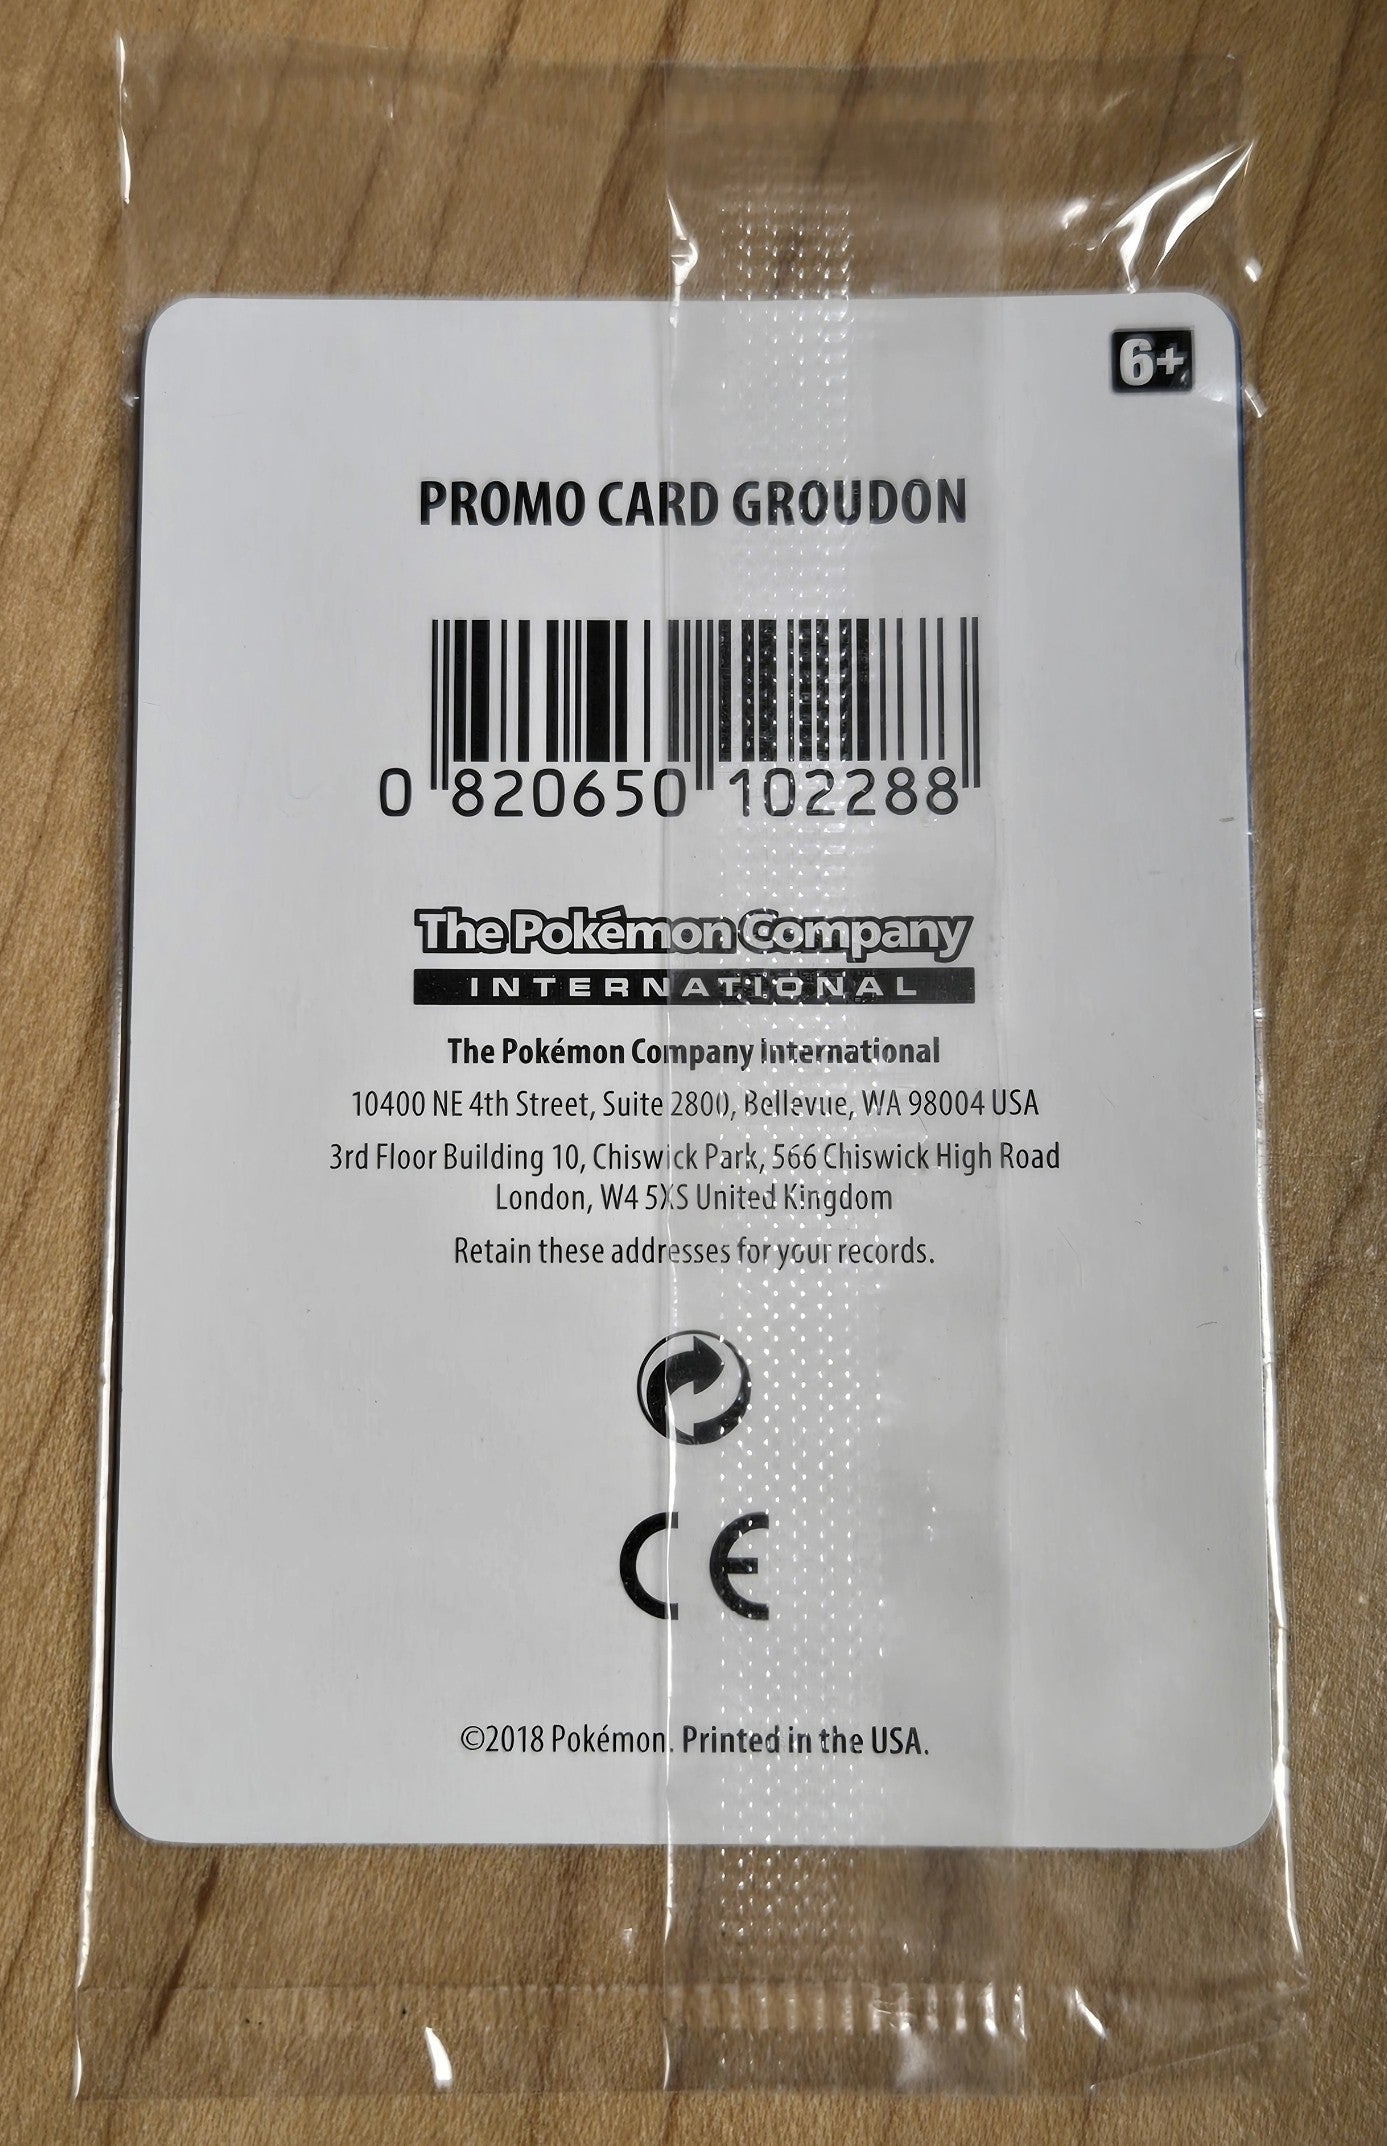 6+
PROMO CARD GROUDON
0 820650 102288
The Pokémon Company
INTERNATIONAL
The Pokémon Company International
10400 NE 4th Street, Suite 2800, Bellevue, WA 98004 USA
3rd Floor Building 10, Chiswick Park, 566 Chiswick High Road
London, W4 5XS United Kingdom
Retain these addresses for your records.
CE
©2018 Pokémon. Printed in the USA.